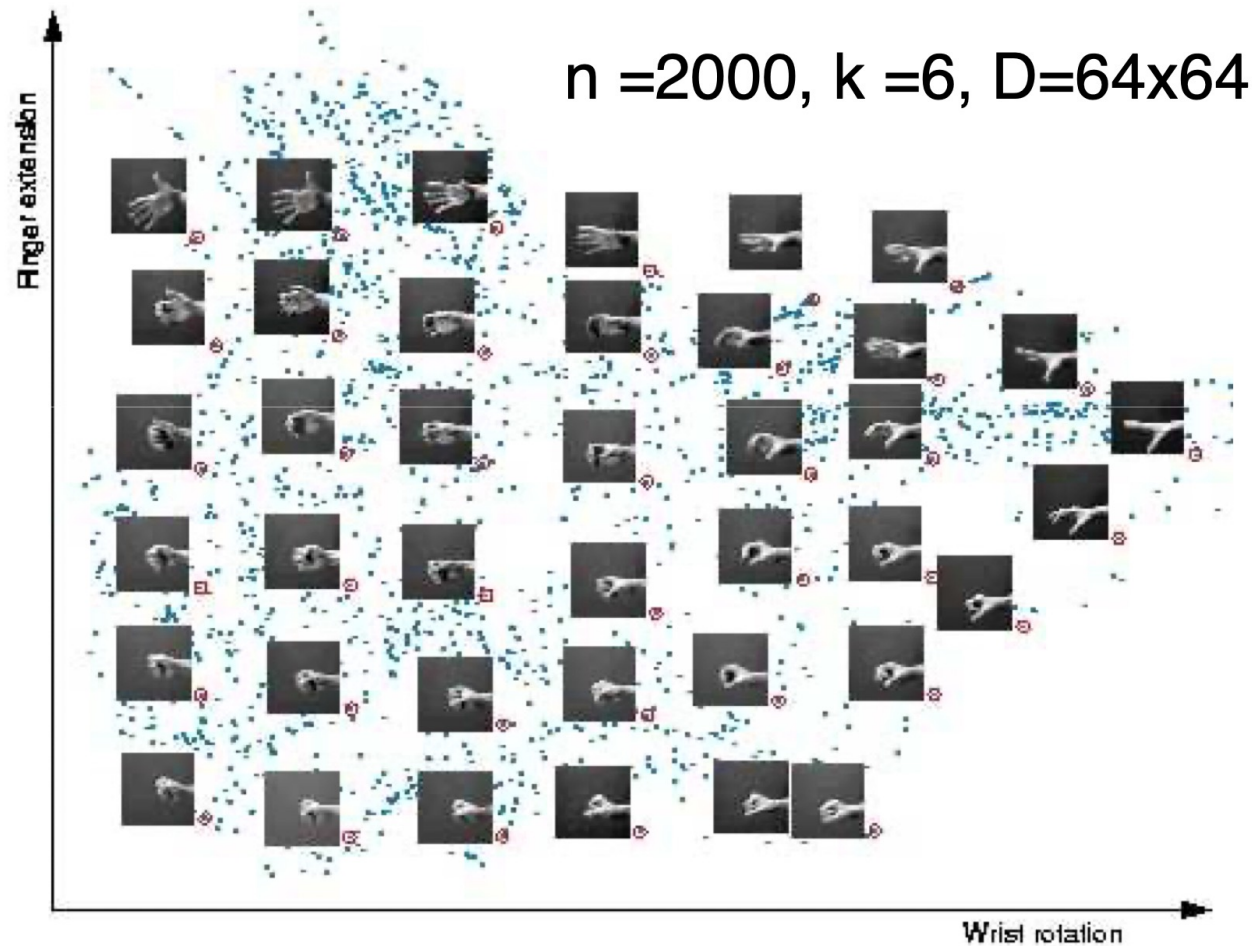 n =2000, k =6, D=64x64
Finger extension
Wrist rotation